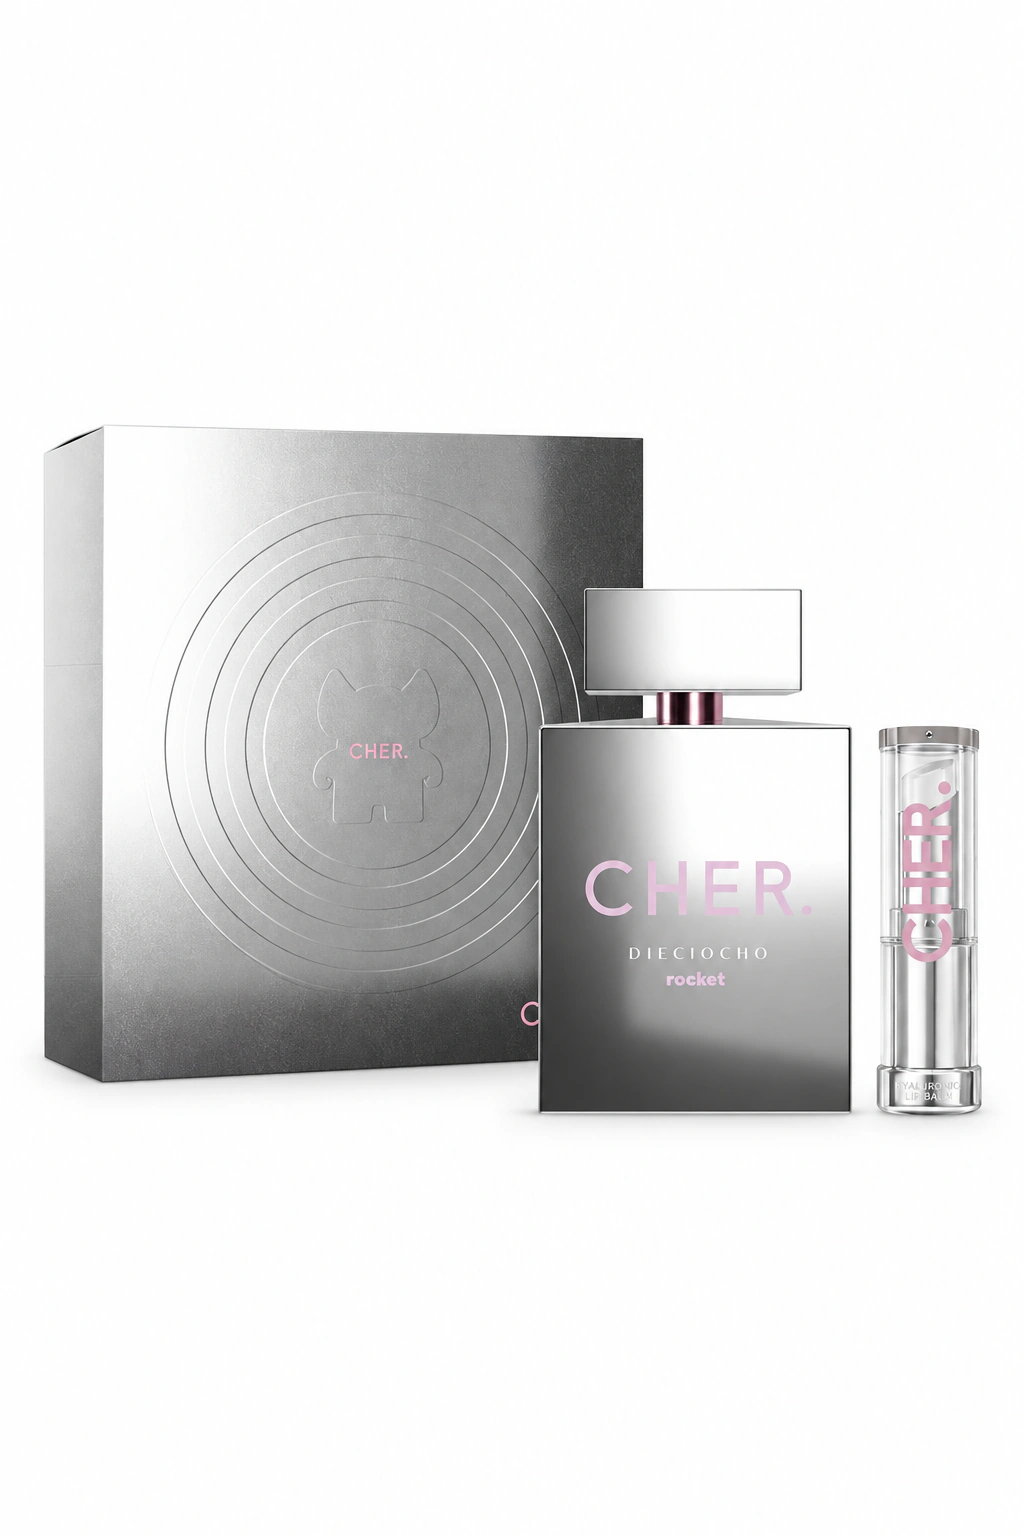 CHER.
C
CHER.
DIECIOCHO
rocket
CHER.
HYALURONIC
LIP BALM